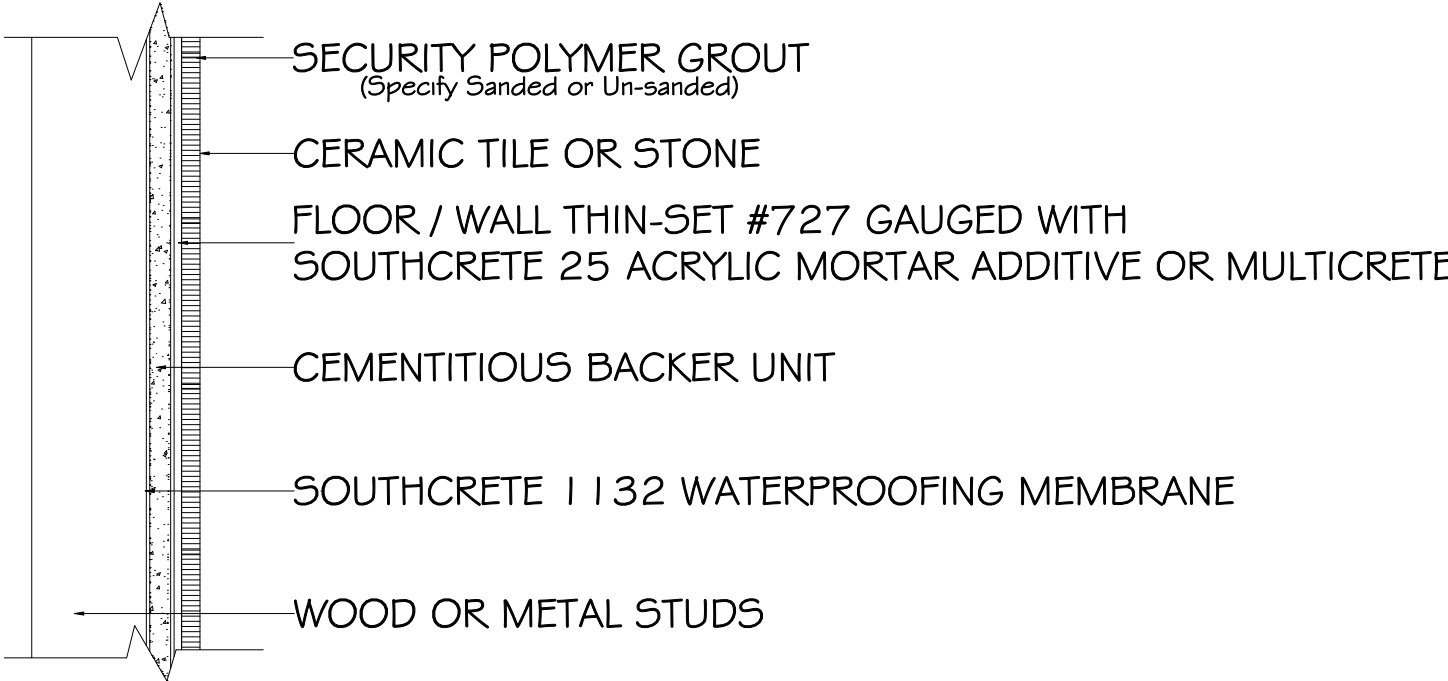 SECURITY POLYMER GROUT
(Specify Sanded or Un-sanded)
CERAMIC TILE OR STONE
FLOOR / WALL THIN-SET #727 GAUGED WITH
SOUTHCRETE 25 ACRYLIC MORTAR ADDITIVE OR MULTICRETE
CEMENTITIOUS BACKER UNIT
SOUTHCRETE 1132 WATERPROOFING MEMBRANE
WOOD OR METAL STUDS